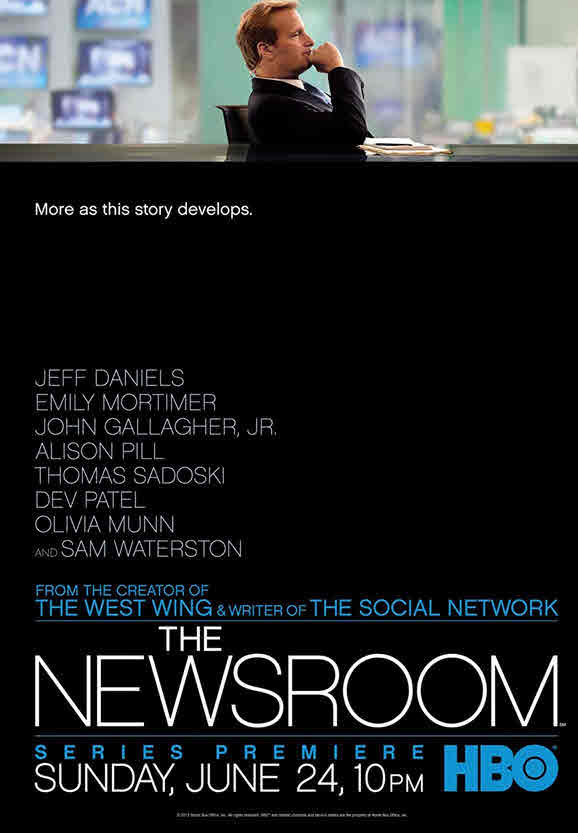 ACN
More as this story develops.
JEFF DANIELS
EMILY MORTIMER
JOHN GALLAGHER, JR.
ALISON PILL
THOMAS SADOSKI
DEV PATEL
OLIVIA MUNN
AND SAM WATERSTON
FROM THE CREATOR OF
THE WEST WING & WRITER OF THE SOCIAL NETWORK
THE
NEWSROOM
SERIES PREMIERE
SUNDAY, JUNE 24, 10PM HBO